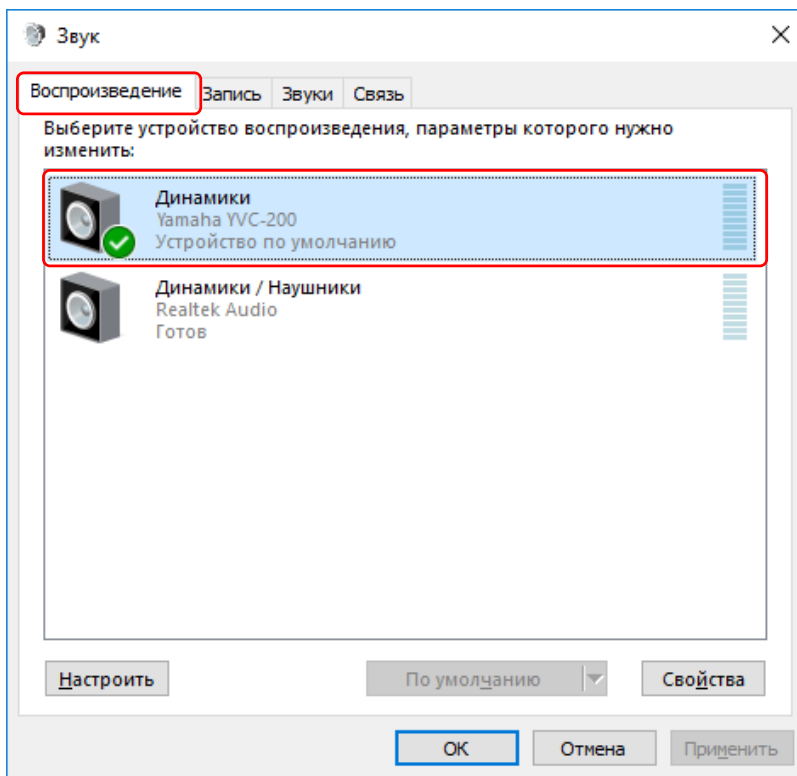 Звук
Воспроизведение Запись Звуки Связь
Выберите устройство воспроизведения, параметры которого нужно
изменить:
Динамики
Yamaha YVC-200
Устройство по умолчанию
Динамики / Наушники
Realtek Audio
Готов
Настроить По умолчанию Свойства
ОК Отмена Применить